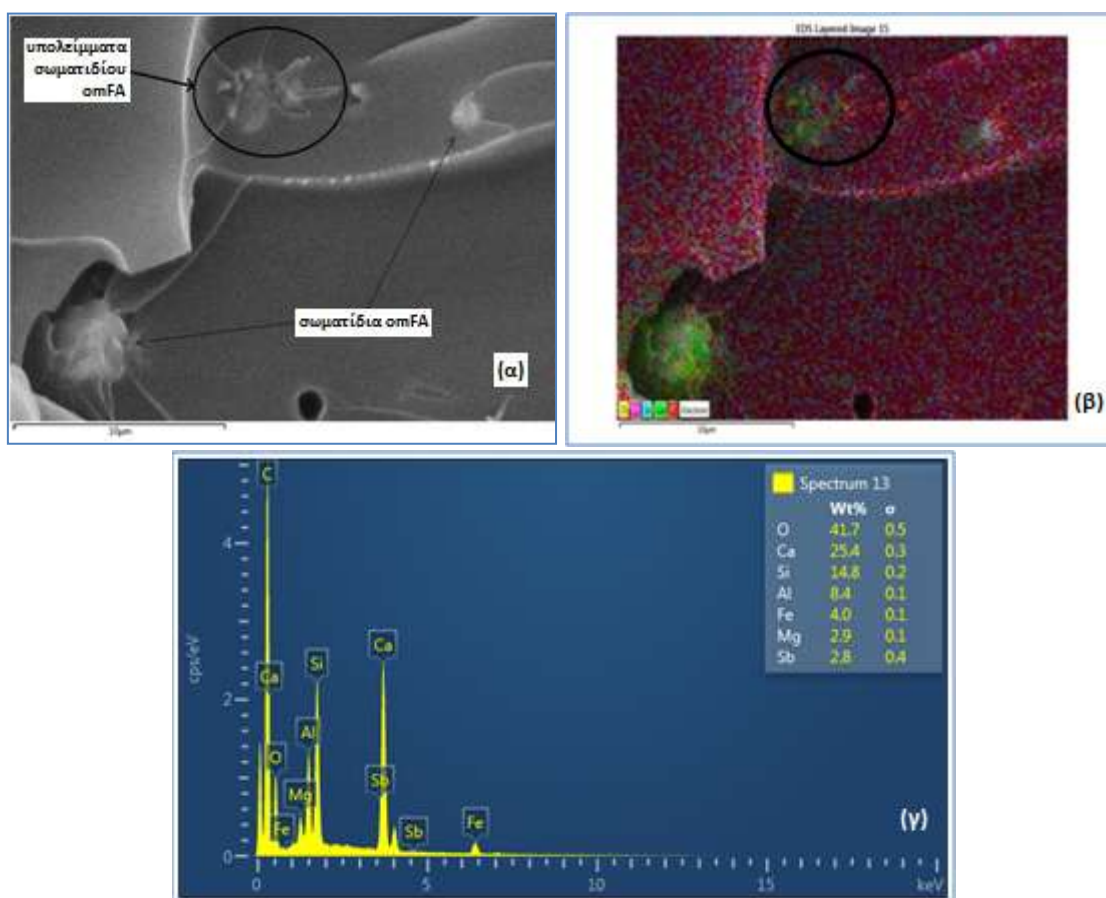 υπολείμματα
σωματιδίου
omFA
σωματίδια omFA
(α)
10μm
EDS Layered Image 15
(β)
10μm
Spectrum 13
Wt% σ
O 41.7 0.5
Ca 25.4 0.3
Si 14.8 0.2
Al 8.4 0.1
Fe 4.0 0.1
Mg 2.9 0.1
Sb 2.8 0.4
cps/eV
4
2
0
C
Ca
O
Fe
Mg
Al
Si
Ca
Sb
Sb
Fe
(γ)
0 5 10 15 keV